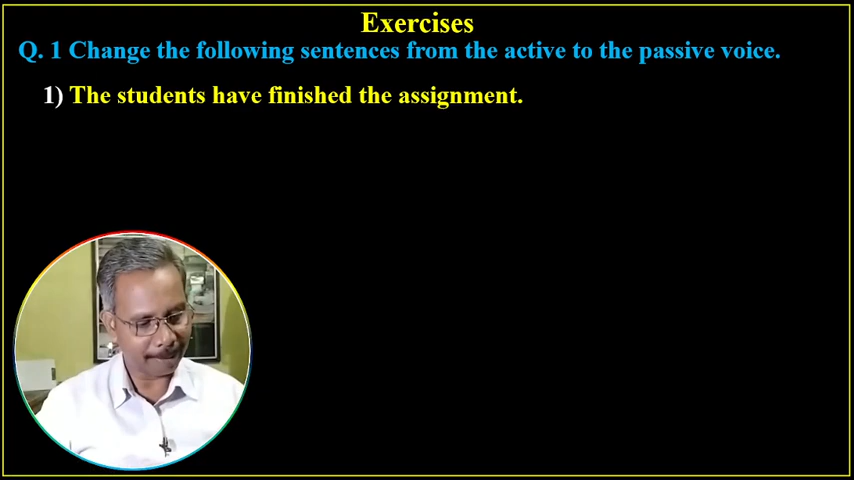 Exercises
Q. 1 Change the following sentences from the active to the passive voice.
1) The students have finished the assignment.